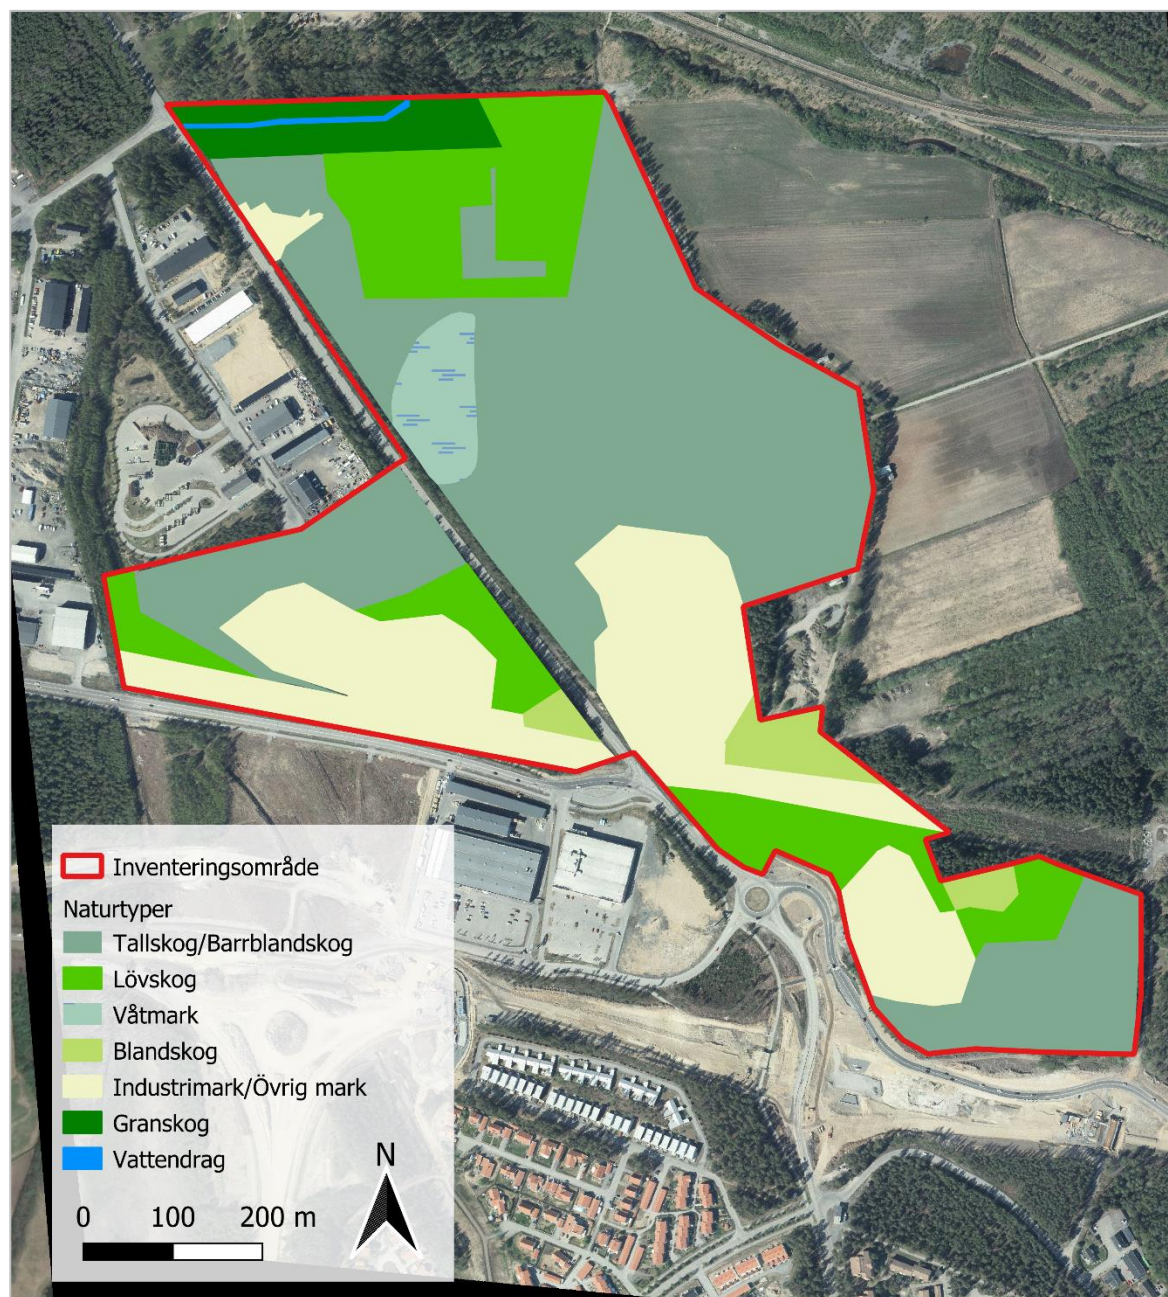 Inventeringsområde
Naturtyper
Tallskog/Barrblandskog
Lövskog
Våtmark
Blandskog
Industrimark/Övrig mark
Granskog
Vattendrag
N
0 100 200 m